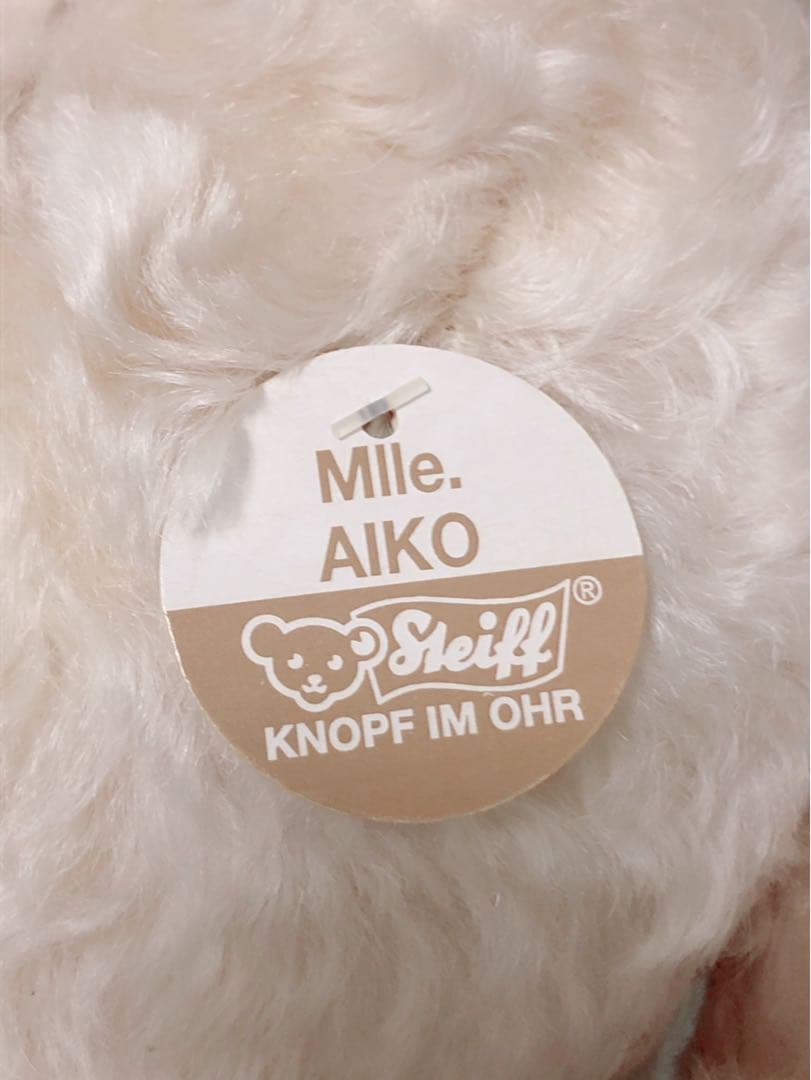 Mlle.
AIKO
Steiff®
KNOPF IM OHR